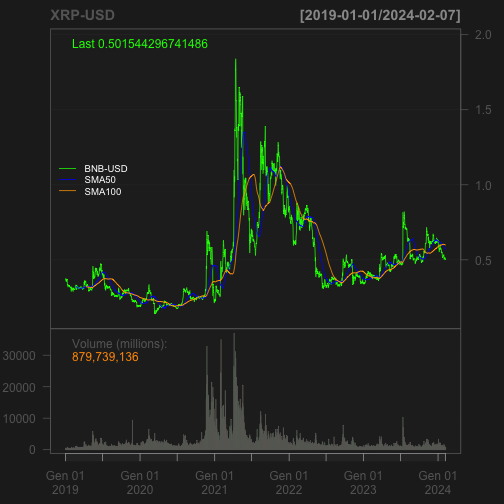 XRP-USD [2019-01-01/2024-02-07]
Last 0.501544296741486
2.0
1.5
BNB-USD
SMA50
SMA100
1.0
0.5
Volume (millions):
879,739,136
30000
20000
10000
0
Gen 01 Gen 01 Gen 01 Gen 01 Gen 01 Gen 01
2019 2020 2021 2022 2023 2024